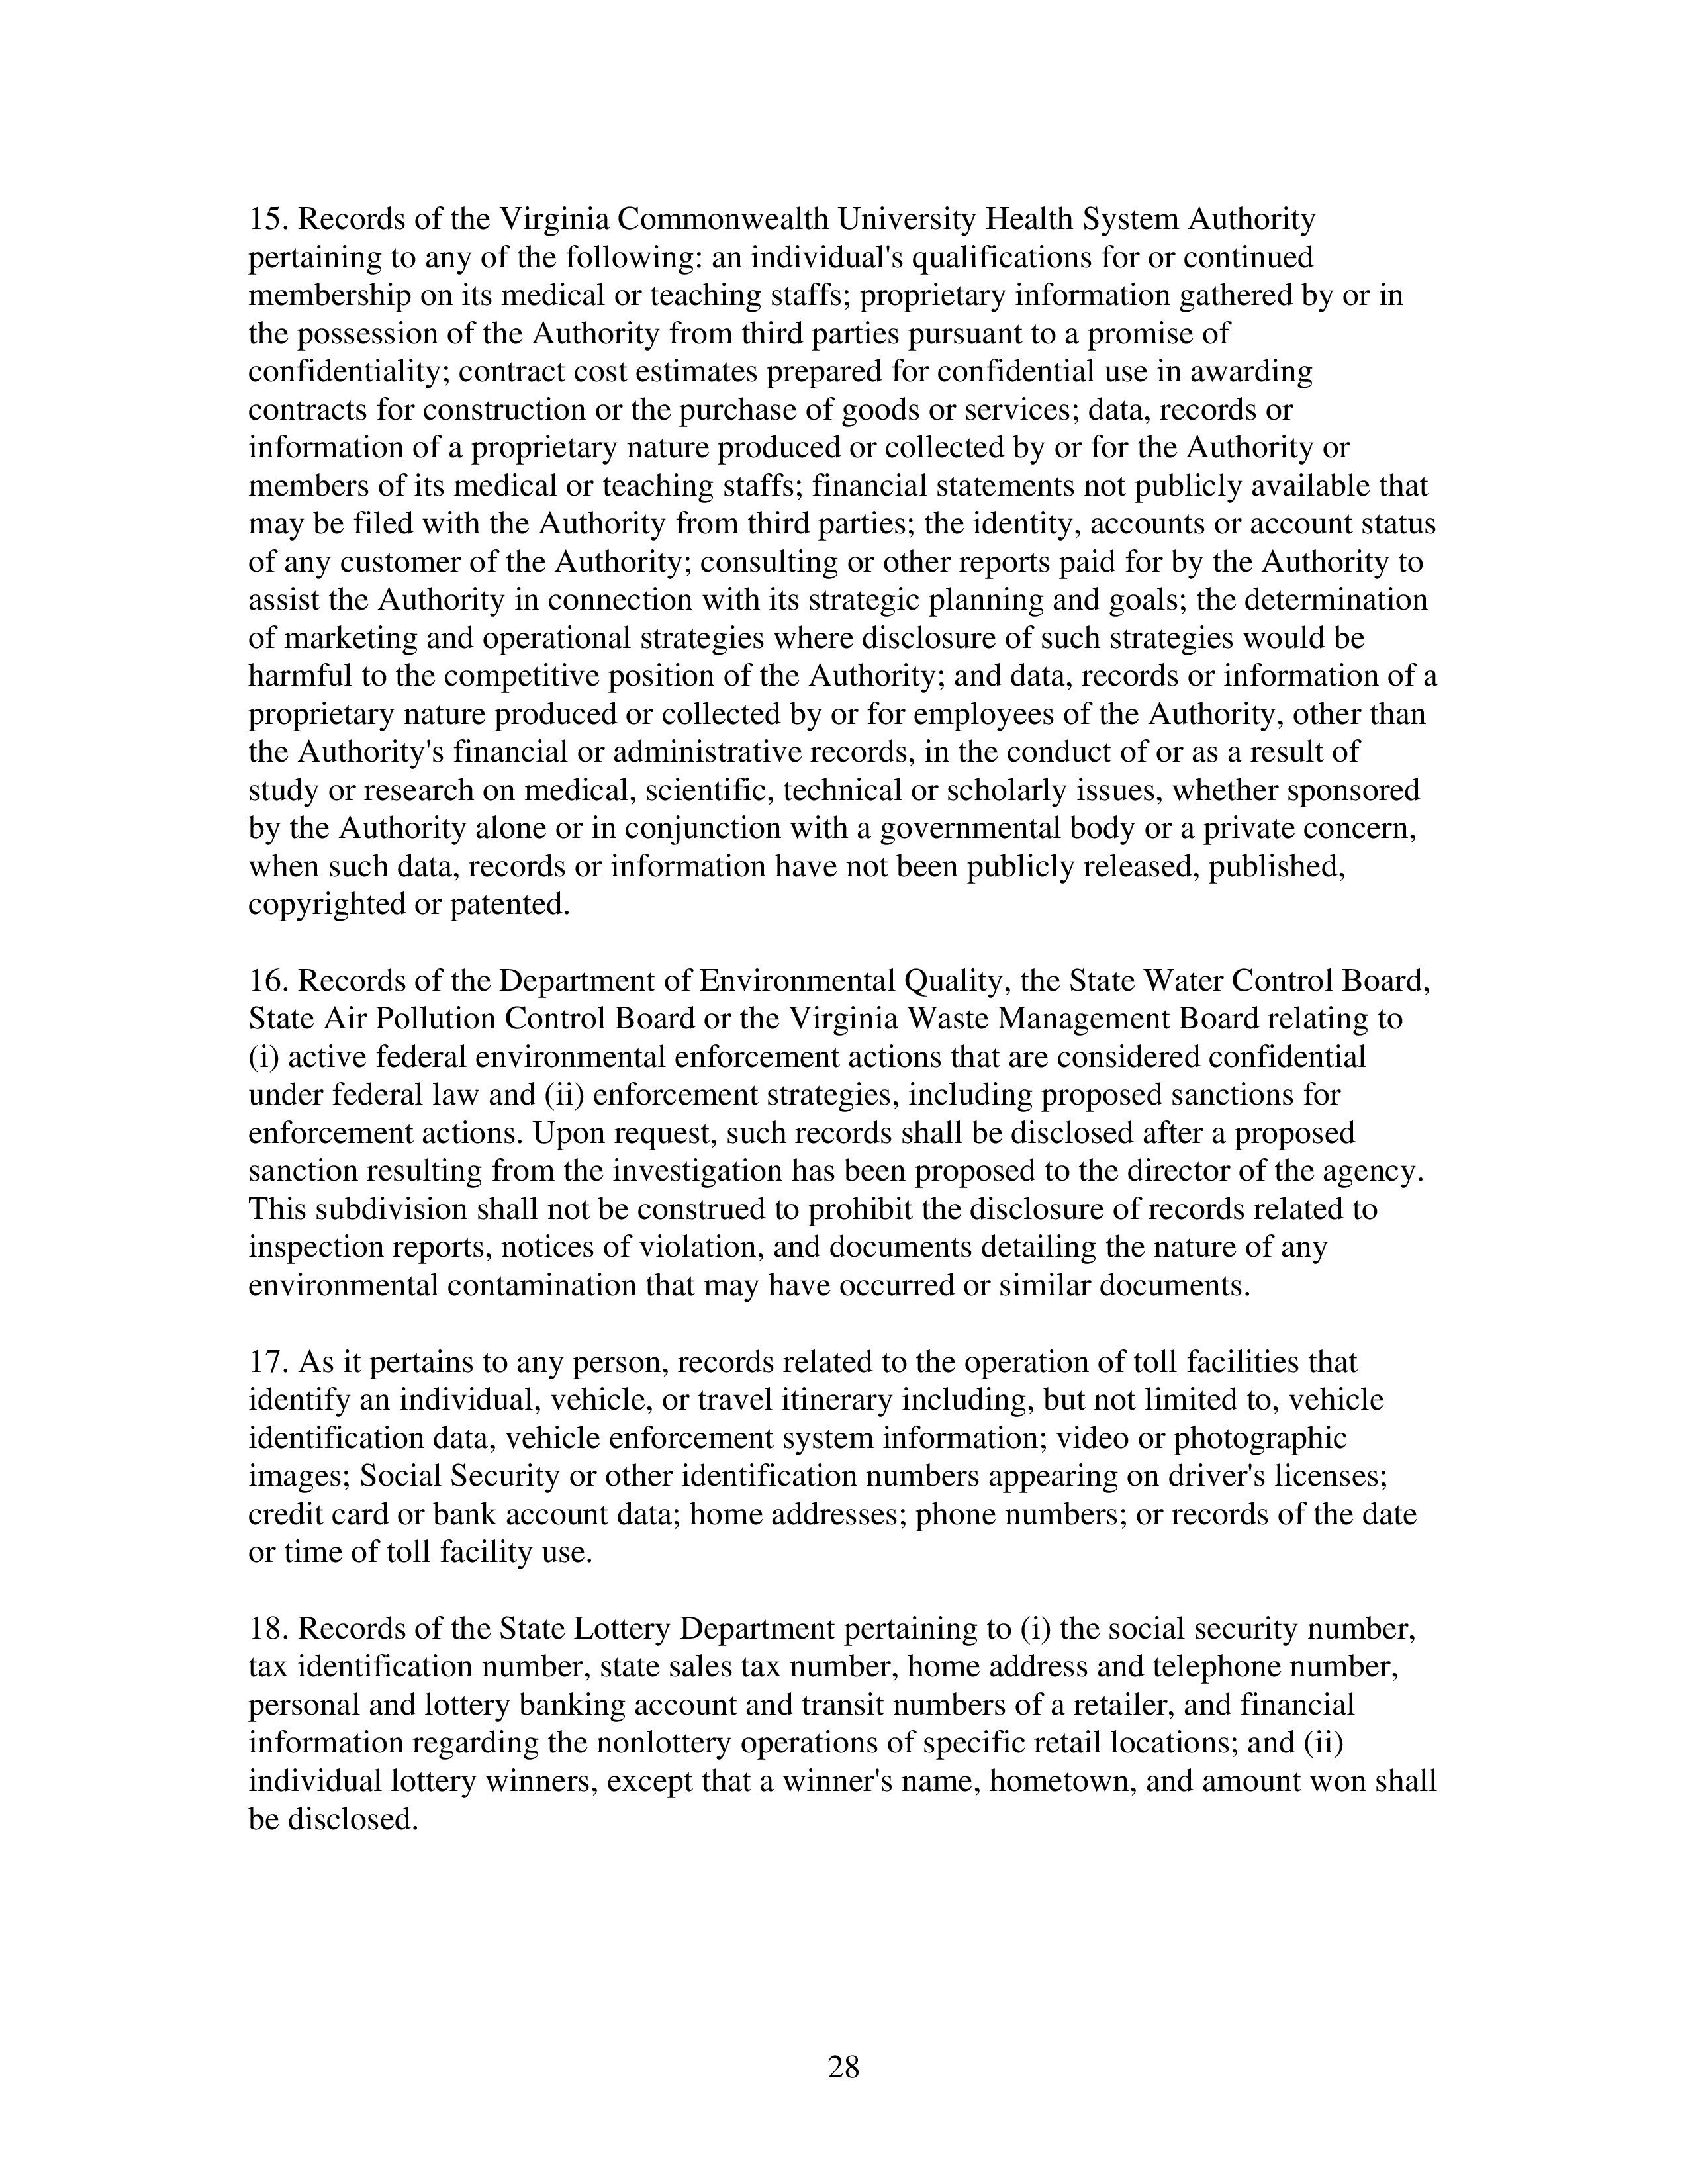 15. Records of the Virginia Commonwealth University Health System Authority
pertaining to any of the following: an individual's qualifications for or continued
membership on its medical or teaching staffs; proprietary information gathered by or in
the possession of the Authority from third parties pursuant to a promise of
confidentiality; contract cost estimates prepared for confidential use in awarding
contracts for construction or the purchase of goods or services; data, records or
information of a proprietary nature produced or collected by or for the Authority or
members of its medical or teaching staffs; financial statements not publicly available that
may be filed with the Authority from third parties; the identity, accounts or account status
of any customer of the Authority; consulting or other reports paid for by the Authority to
assist the Authority in connection with its strategic planning and goals; the determination
of marketing and operational strategies where disclosure of such strategies would be
harmful to the competitive position of the Authority; and data, records or information of a
proprietary nature produced or collected by or for employees of the Authority, other than
the Authority's financial or administrative records, in the conduct of or as a result of
study or research on medical, scientific, technical or scholarly issues, whether sponsored
by the Authority alone or in conjunction with a governmental body or a private concern,
when such data, records or information have not been publicly released, published,
copyrighted or patented.
16. Records of the Department of Environmental Quality, the State Water Control Board,
State Air Pollution Control Board or the Virginia Waste Management Board relating to
(i) active federal environmental enforcement actions that are considered confidential
under federal law and (ii) enforcement strategies, including proposed sanctions for
enforcement actions. Upon request, such records shall be disclosed after a proposed
sanction resulting from the investigation has been proposed to the director of the agency.
This subdivision shall not be construed to prohibit the disclosure of records related to
inspection reports, notices of violation, and documents detailing the nature of any
environmental contamination that may have occurred or similar documents.
17. As it pertains to any person, records related to the operation of toll facilities that
identify an individual, vehicle, or travel itinerary including, but not limited to, vehicle
identification data, vehicle enforcement system information; video or photographic
images; Social Security or other identification numbers appearing on driver's licenses;
credit card or bank account data; home addresses; phone numbers; or records of the date
or time of toll facility use.
18. Records of the State Lottery Department pertaining to (i) the social security number,
tax identification number, state sales tax number, home address and telephone number,
personal and lottery banking account and transit numbers of a retailer, and financial
information regarding the nonlottery operations of specific retail locations; and (ii)
individual lottery winners, except that a winner's name, hometown, and amount won shall
be disclosed.
28